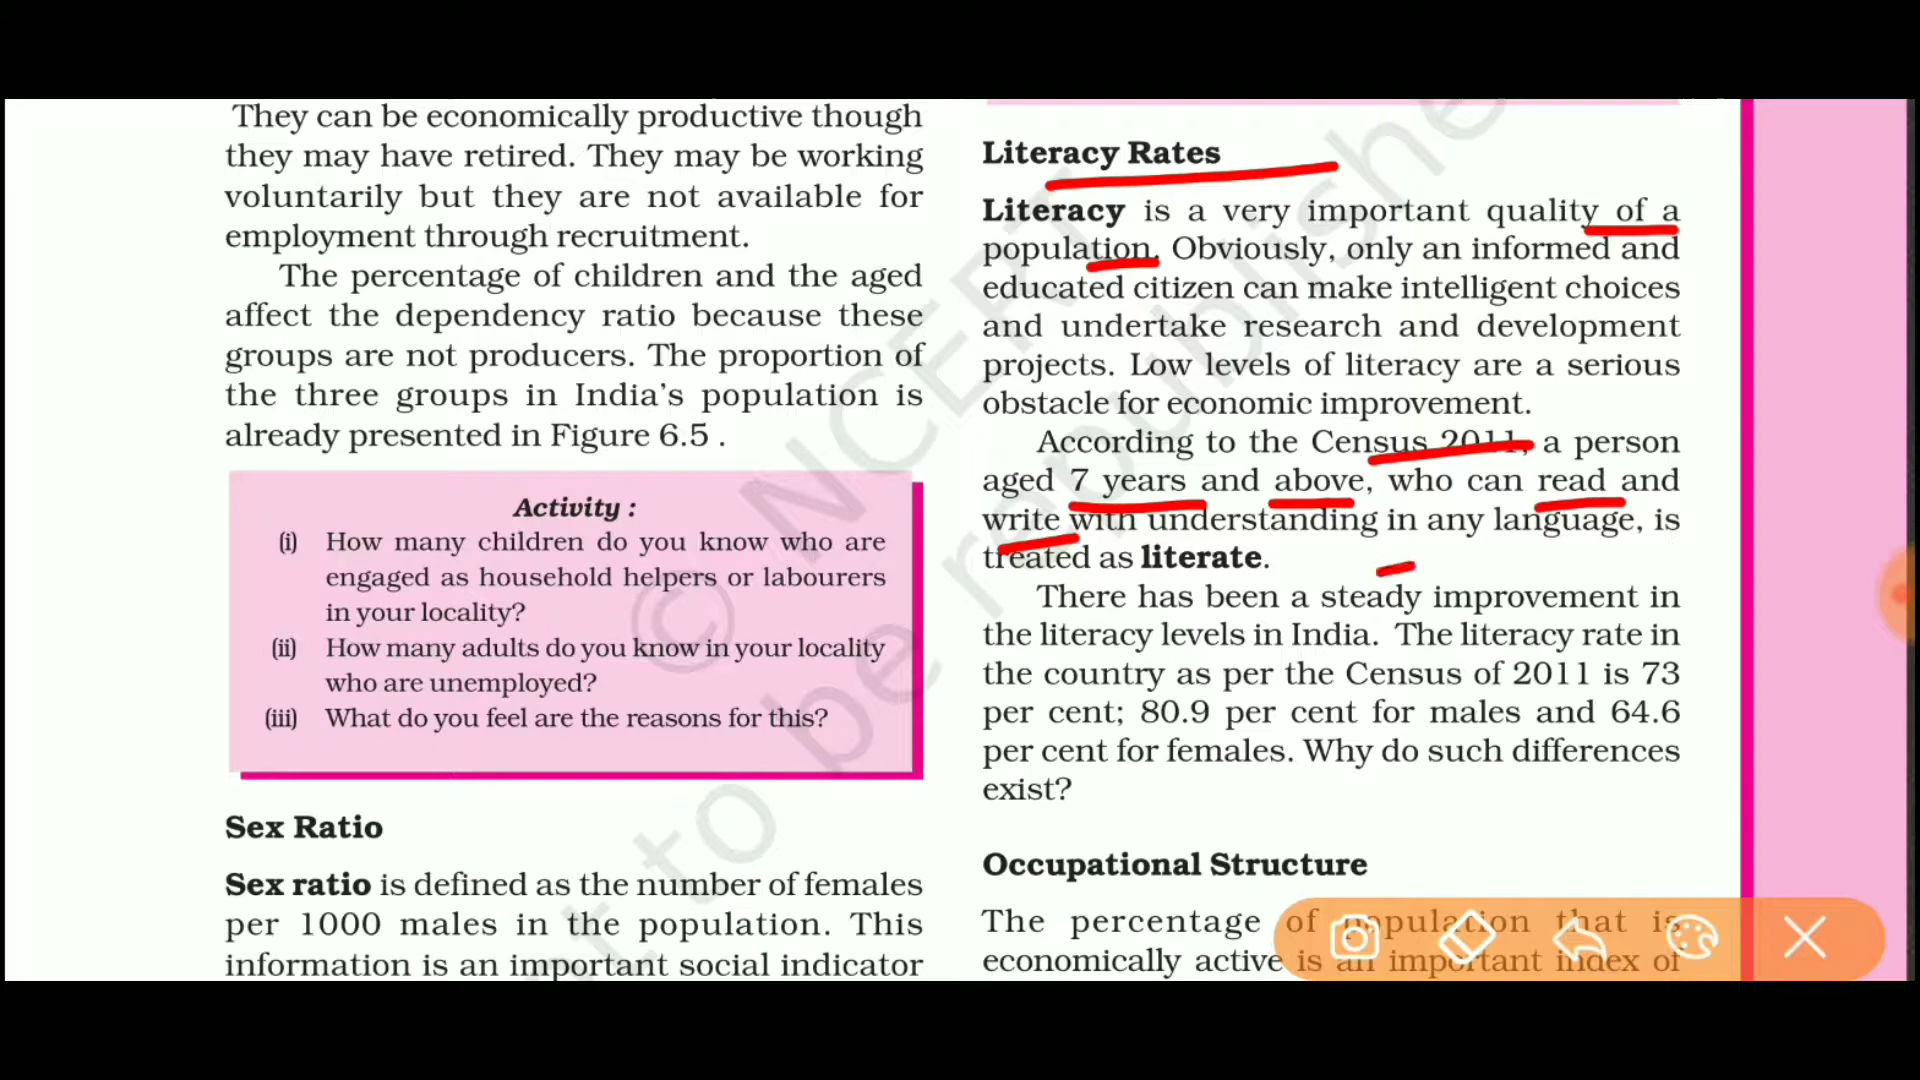 They can be economically productive though
they may have retired. They may be working
voluntarily but they are not available for
employment through recruitment.
The percentage of children and the aged
affect the dependency ratio because these
groups are not producers. The proportion of
the three groups in India's population is
already presented in Figure 6.5 .
Activity :
(i) How many children do you know who are
engaged as household helpers or labourers
in your locality?
(ii) How many adults do you know in your locality
who are unemployed?
(iii) What do you feel are the reasons for this?
Sex Ratio
Sex ratio is defined as the number of females
per 1000 males in the population. This
information is an important social indicator
Literacy Rates
Literacy is a very important quality of a
population. Obviously, only an informed and
educated citizen can make intelligent choices
and undertake research and development
projects. Low levels of literacy are a serious
obstacle for economic improvement.
According to the Census 2011, a person
aged 7 years and above, who can read and
write with understanding in any language, is
treated as literate.
There has been a steady improvement in
the literacy levels in India. The literacy rate in
the country as per the Census of 2011 is 73
per cent; 80.9 per cent for males and 64.6
per cent for females. Why do such differences
exist?
Occupational Structure
The percentage of population that is
economically active is an important index of
© NCERT
to be republished